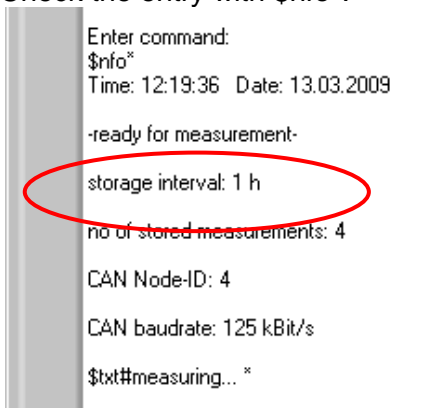 Check the entry with $nfo*.
Enter command:
$nfo*
Time: 12:19:36 Date: 13.03.2009
-ready for measurement-
storage interval: 1 h
no of stored measurements: 4
CAN Node-ID: 4
CAN baudrate: 125 kBit/s
$txt#measuring... *